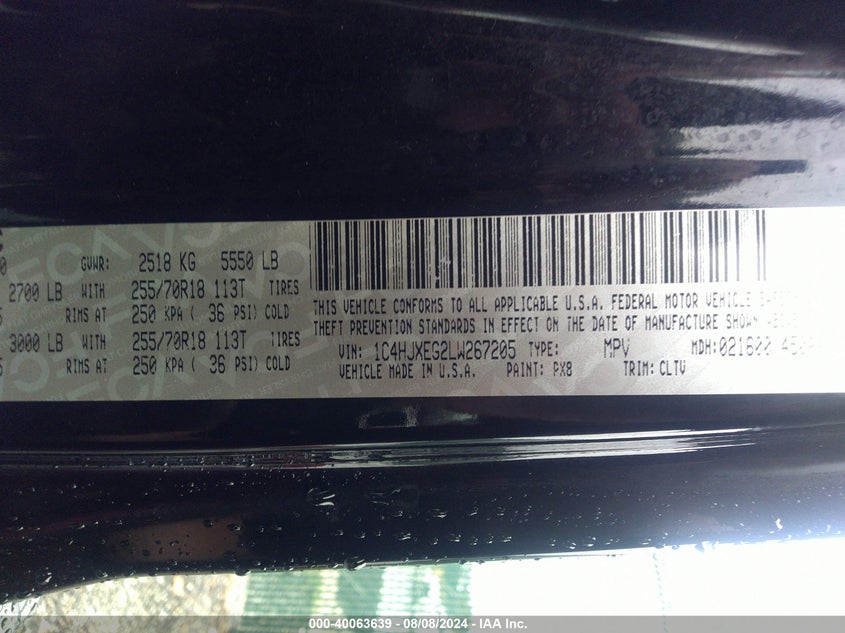 GVWR: 2518 KG 5550 LB
2700 LB WITH 255/70R18 113T TIRES
RIMS AT 250 KPA ( 36 PSI) COLD
3000 LB WITH 255/70R18 113T TIRES
RIMS AT 250 KPA ( 36 PSI) COLD
THIS VEHICLE CONFORMS TO ALL APPLICABLE U.S.A. FEDERAL MOTOR VEHICLE
THEFT PREVENTION STANDARDS IN EFFECT ON THE DATE OF MANUFACTURE SHOWN
VIN: 1C4HJXEG2LW267205 TYPE: MPV MDH: 021600
VEHICLE MADE IN U.S.A. PAINT: PX8 TRIM: CLTV
000-40063639 - 08/08/2024 - IAA Inc.